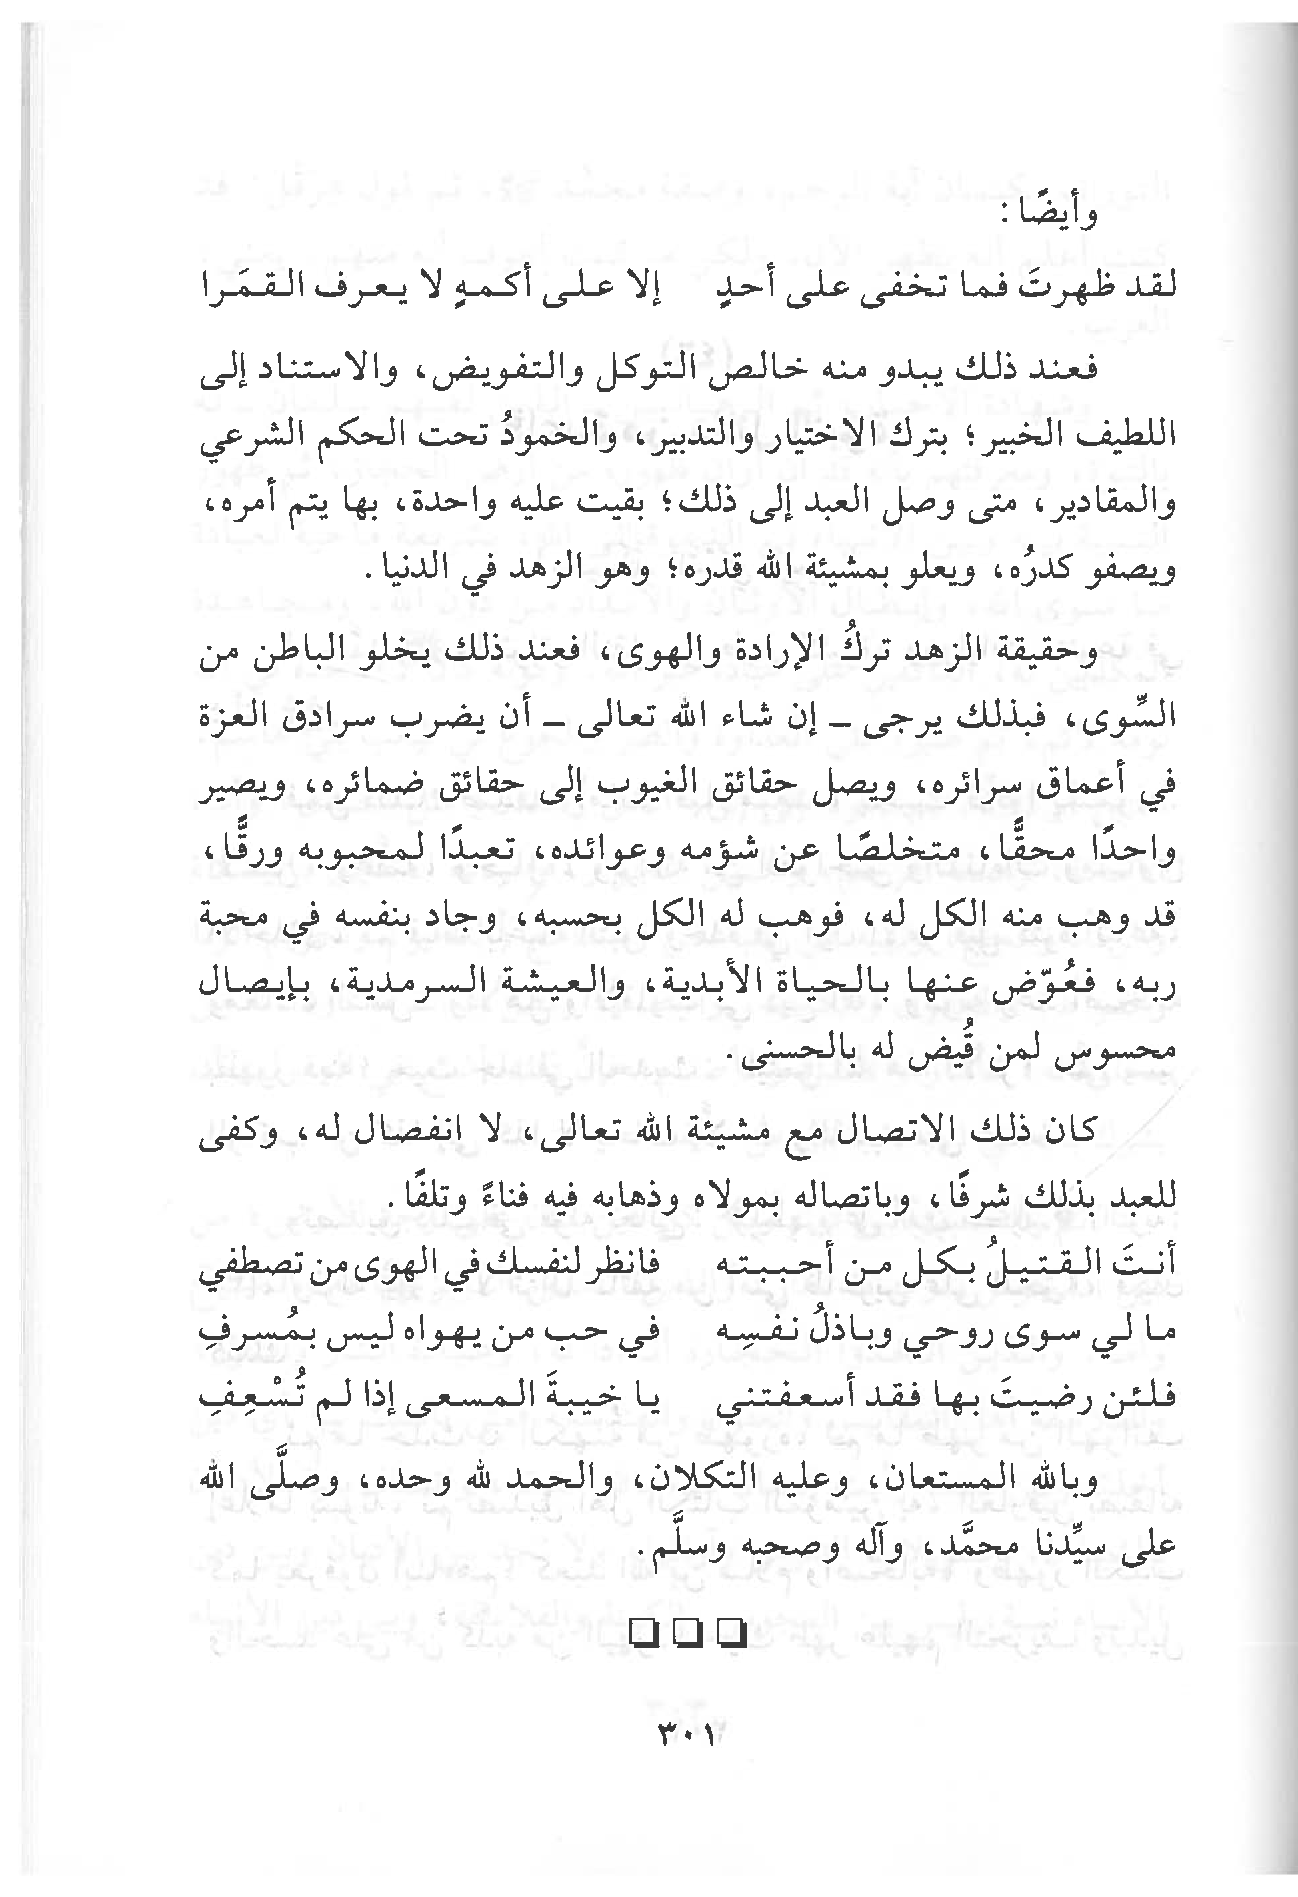 وأيضًا :
لقد ظهرتَ فما تخفى على أحدٍ إلا على أكمهٍ لا يعرف القمَرا
فعند ذلك يبدو منه خالص التوكل والتفويض، والاستناد إلى
اللطيف الخبير؛ بترك الاختيار والتدبير، والخمودُ تحت الحكم الشرعي
والمقادير، متى وصل العبد إلى ذلك؛ بقيت عليه واحدة، بها يتم أمره،
ويصفو كدرُه، ويعلو بمشيئة الله قدره؛ وهو الزهد في الدنيا.
وحقيقة الزهد تركُ الإرادة والهوى، فعند ذلك يخلو الباطن من
السِّوى، فبذلك يرجى ـ إن شاء الله تعالى ـ أن يضرب سرادق العزة
في أعماق سرائره، ويصل حقائق الغيوب إلى حقائق ضمائره، ويصير
واحدًا محقًّا، متخلصًا عن شؤمه وعوائده، تعبدًا لمحبوبه ورقًّا،
قد وهب منه الكل له، فوهب له الكل بحسبه، وجاد بنفسه في محبة
ربه، فعُوّض عنها بالحياة الأبدية، والعيشة السرمدية، بإيصال
محسوس لمن قُيض له بالحسنى.
كان ذلك الاتصال مع مشيئة الله تعالى، لا انفصال له، وكفى
للعبد بذلك شرفًا، وباتصاله بمولاه وذهابه فيه فناءً وتلفًا.
أنتَ القتيلُ بكل من أحببته فانظر لنفسك في الهوى من تصطفي
ما لي سوى روحي وباذلُ نفسِه في حب من يهواه ليس بمُسرفِ
فلئن رضيتَ بها فقد أسعفتني يا خيبةَ المسعى إذا لم تُسْعِفِ
وبالله المستعان، وعليه التكلان، والحمد لله وحده، وصلَّى الله
على سيِّدنا محمَّد، وآله وصحبه وسلَّم.
٣٠١